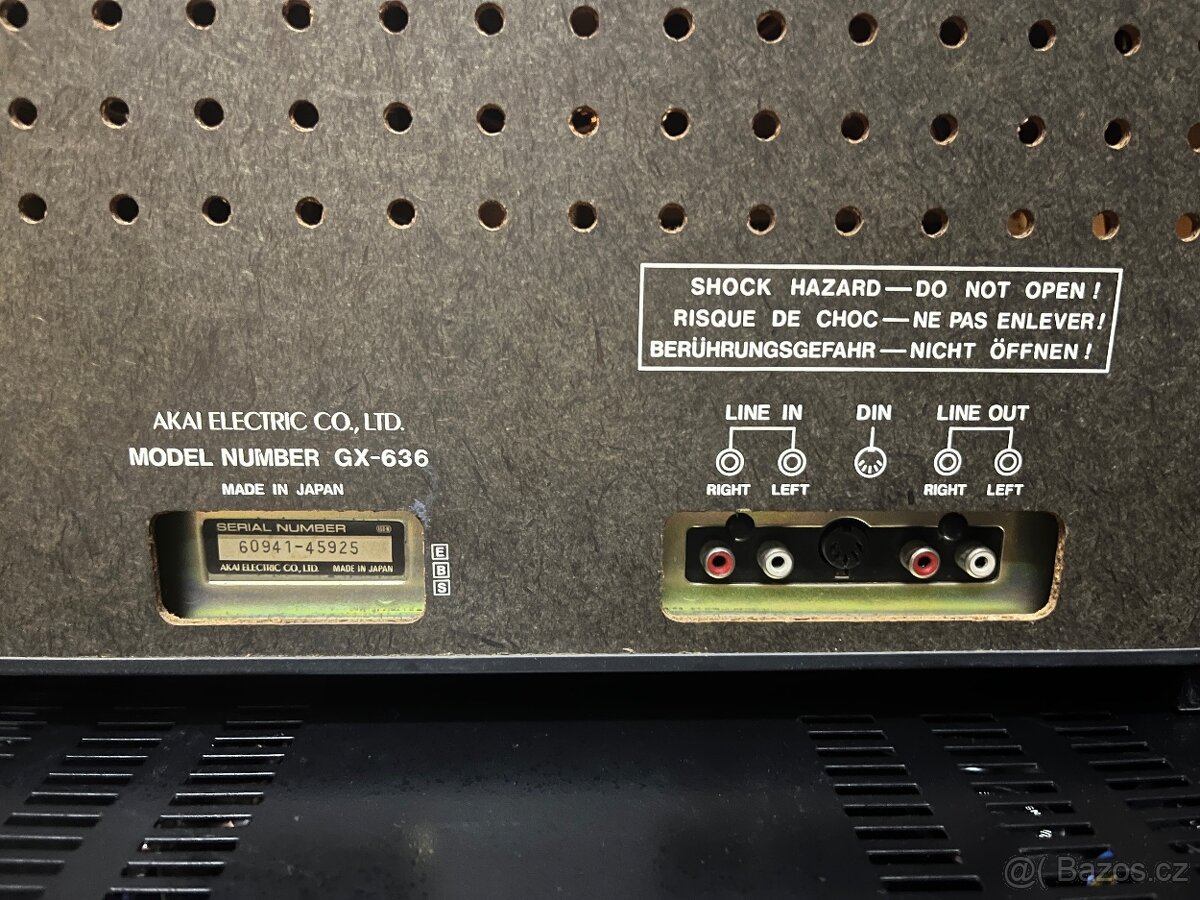 SHOCK HAZARD—DO NOT OPEN!
RISQUE DE CHOC—NE PAS ENLEVER!
BERÜHRUNGSGEFAHR—NICHT ÖFFNEN!
LINE IN
DIN
LINE OUT
RIGHT LEFT
RIGHT LEFT
AKAI ELECTRIC CO., LTD.
MODEL NUMBER GX-636
MADE IN JAPAN
SERIAL NUMBER
60941-45925
AKAI ELECTRIC CO., LTD. MADE IN JAPAN
E
B
S
@( Bazos.cz